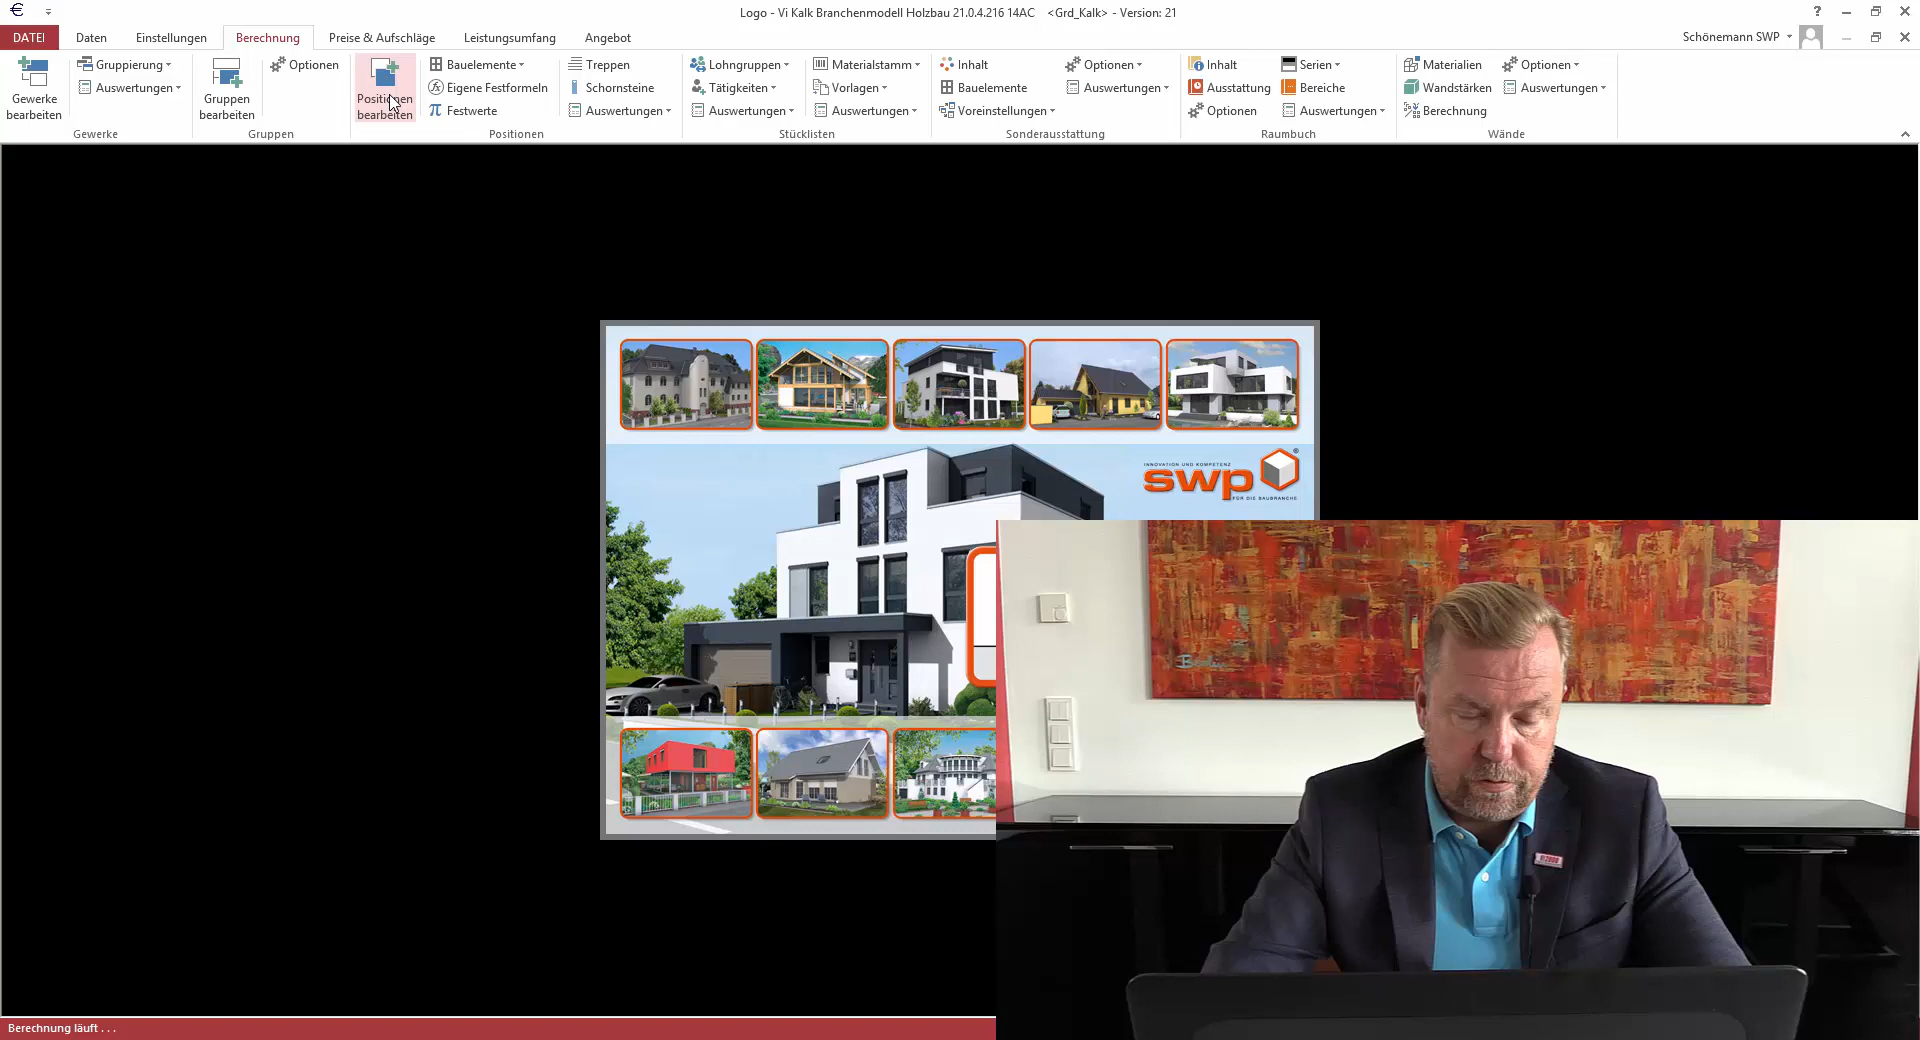 Logo - Vi Kalk Branchenmodell Holzbau 21.0.4.216 14AC <Grd_Kalk> - Version: 21
DATEI Daten Einstellungen Berechnung Preise & Aufschläge Leistungsumfang Angebot
Schönemann SWP
Gewerke bearbeiten
Gruppierung
Auswertungen
Gewerke
Gruppen bearbeiten
Optionen
Gruppen
Positionen bearbeiten
Bauelemente
Eigene Festformeln
Festwerte
Treppen
Schornsteine
Auswertungen
Positionen
Lohngruppen
Tätigkeiten
Auswertungen
Materialstamm
Vorlagen
Auswertungen
Stücklisten
Inhalt
Bauelemente
Voreinstellungen
Optionen
Auswertungen
Sonderausstattung
Inhalt
Ausstattung
Optionen
Serien
Bereiche
Auswertungen
Raumbuch
Materialien
Wandstärken
Berechnung
Optionen
Auswertungen
Wände
INNOVATION UND KOMPETENZ
swp
FÜR DIE BAUBRANCHE
Berechnung läuft . . .